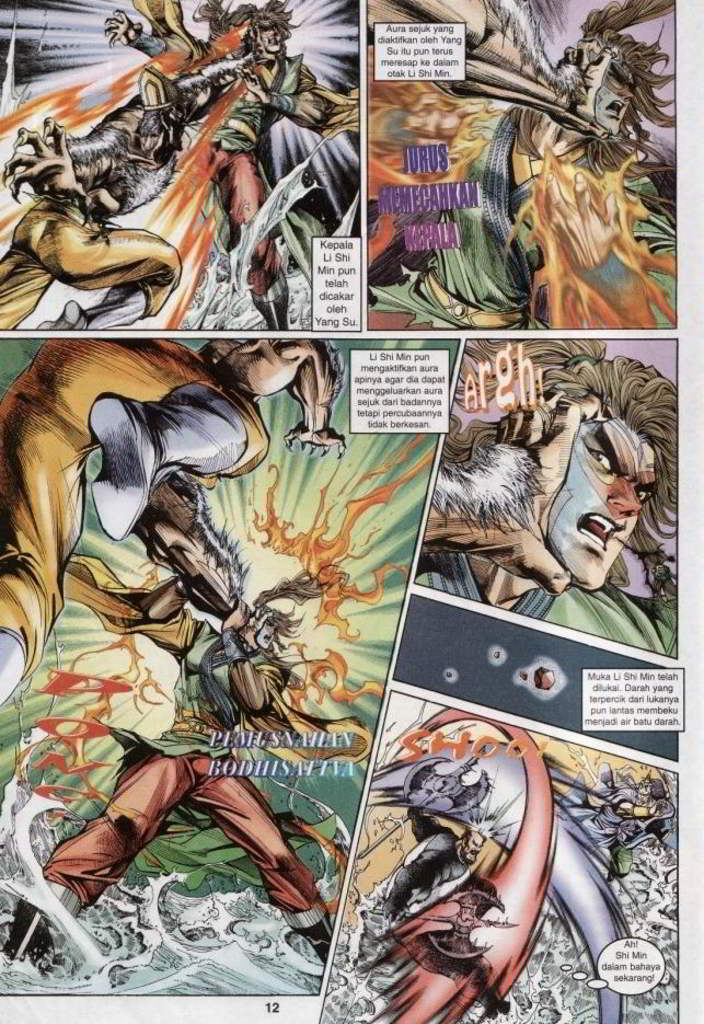 Kepala
Li Shi
Min pun
telah
dicakar
oleh
Yang Su.
Aura sejuk yang
diaktifkan oleh Yang
Su itu pun terus
meresap ke dalam
otak Li Shi Min.
JURUS
MEMECAHKAN
KEPALA
Li Shi Min pun
mengaktifkan aura
apinya agar dia dapat
menggeluarkan aura
sejuk dari badannya
tetapi percubaannya
tidak berkesan.
PEMUSNAHAN
BODHISATTVA
Argh!
Muka Li Shi Min telah
dilukai. Darah yang
terpercik dari lukanya
pun lantas membeku
menjadi air batu darah.
SHOO!
Ah!
Shi Min
dalam bahaya
sekarang!
12